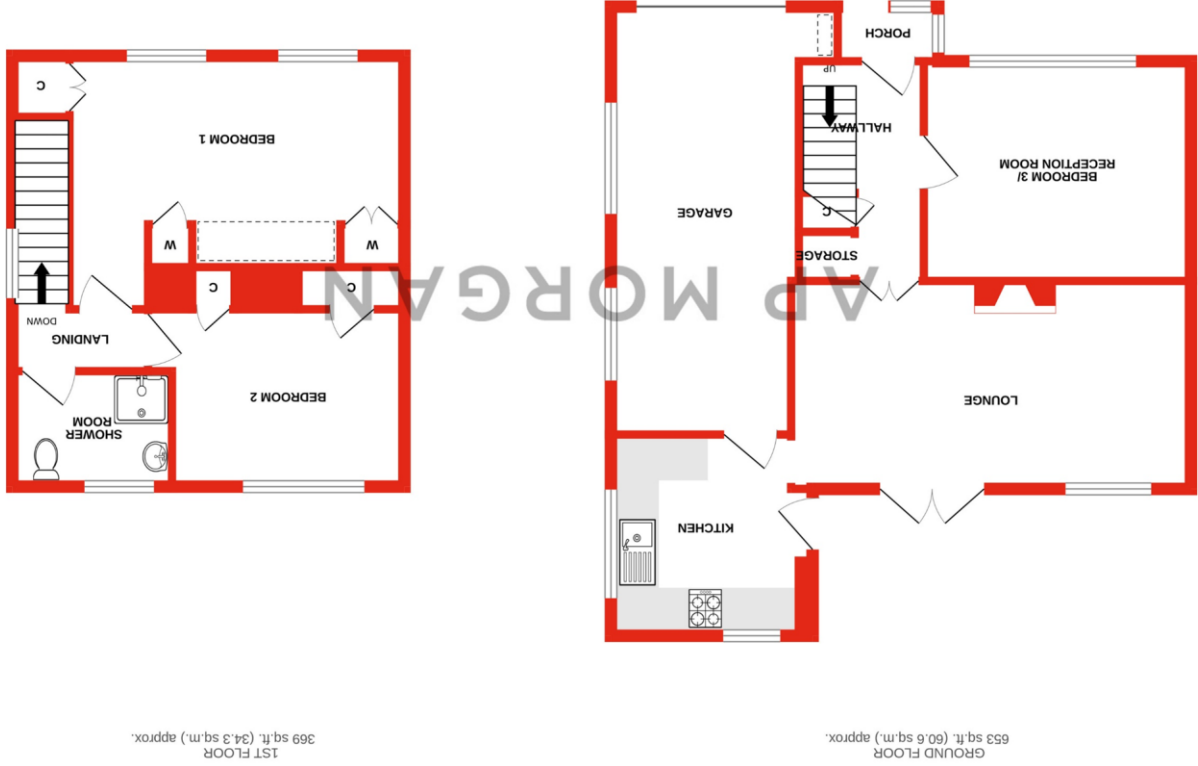 GROUND FLOOR
653 sq.ft. (60.6 sq.m.) approx.
1ST FLOOR
369 sq.ft. (34.3 sq.m.) approx.
KITCHEN
LOUNGE
STORAGE
C
GARAGE
BEDROOM 3/
RECEPTION ROOM
HALLWAY
UP
PORCH
SHOWER
ROOM
BEDROOM 2
LANDING
DOWN
C
C
W
W
BEDROOM 1
C
AP MORGAN